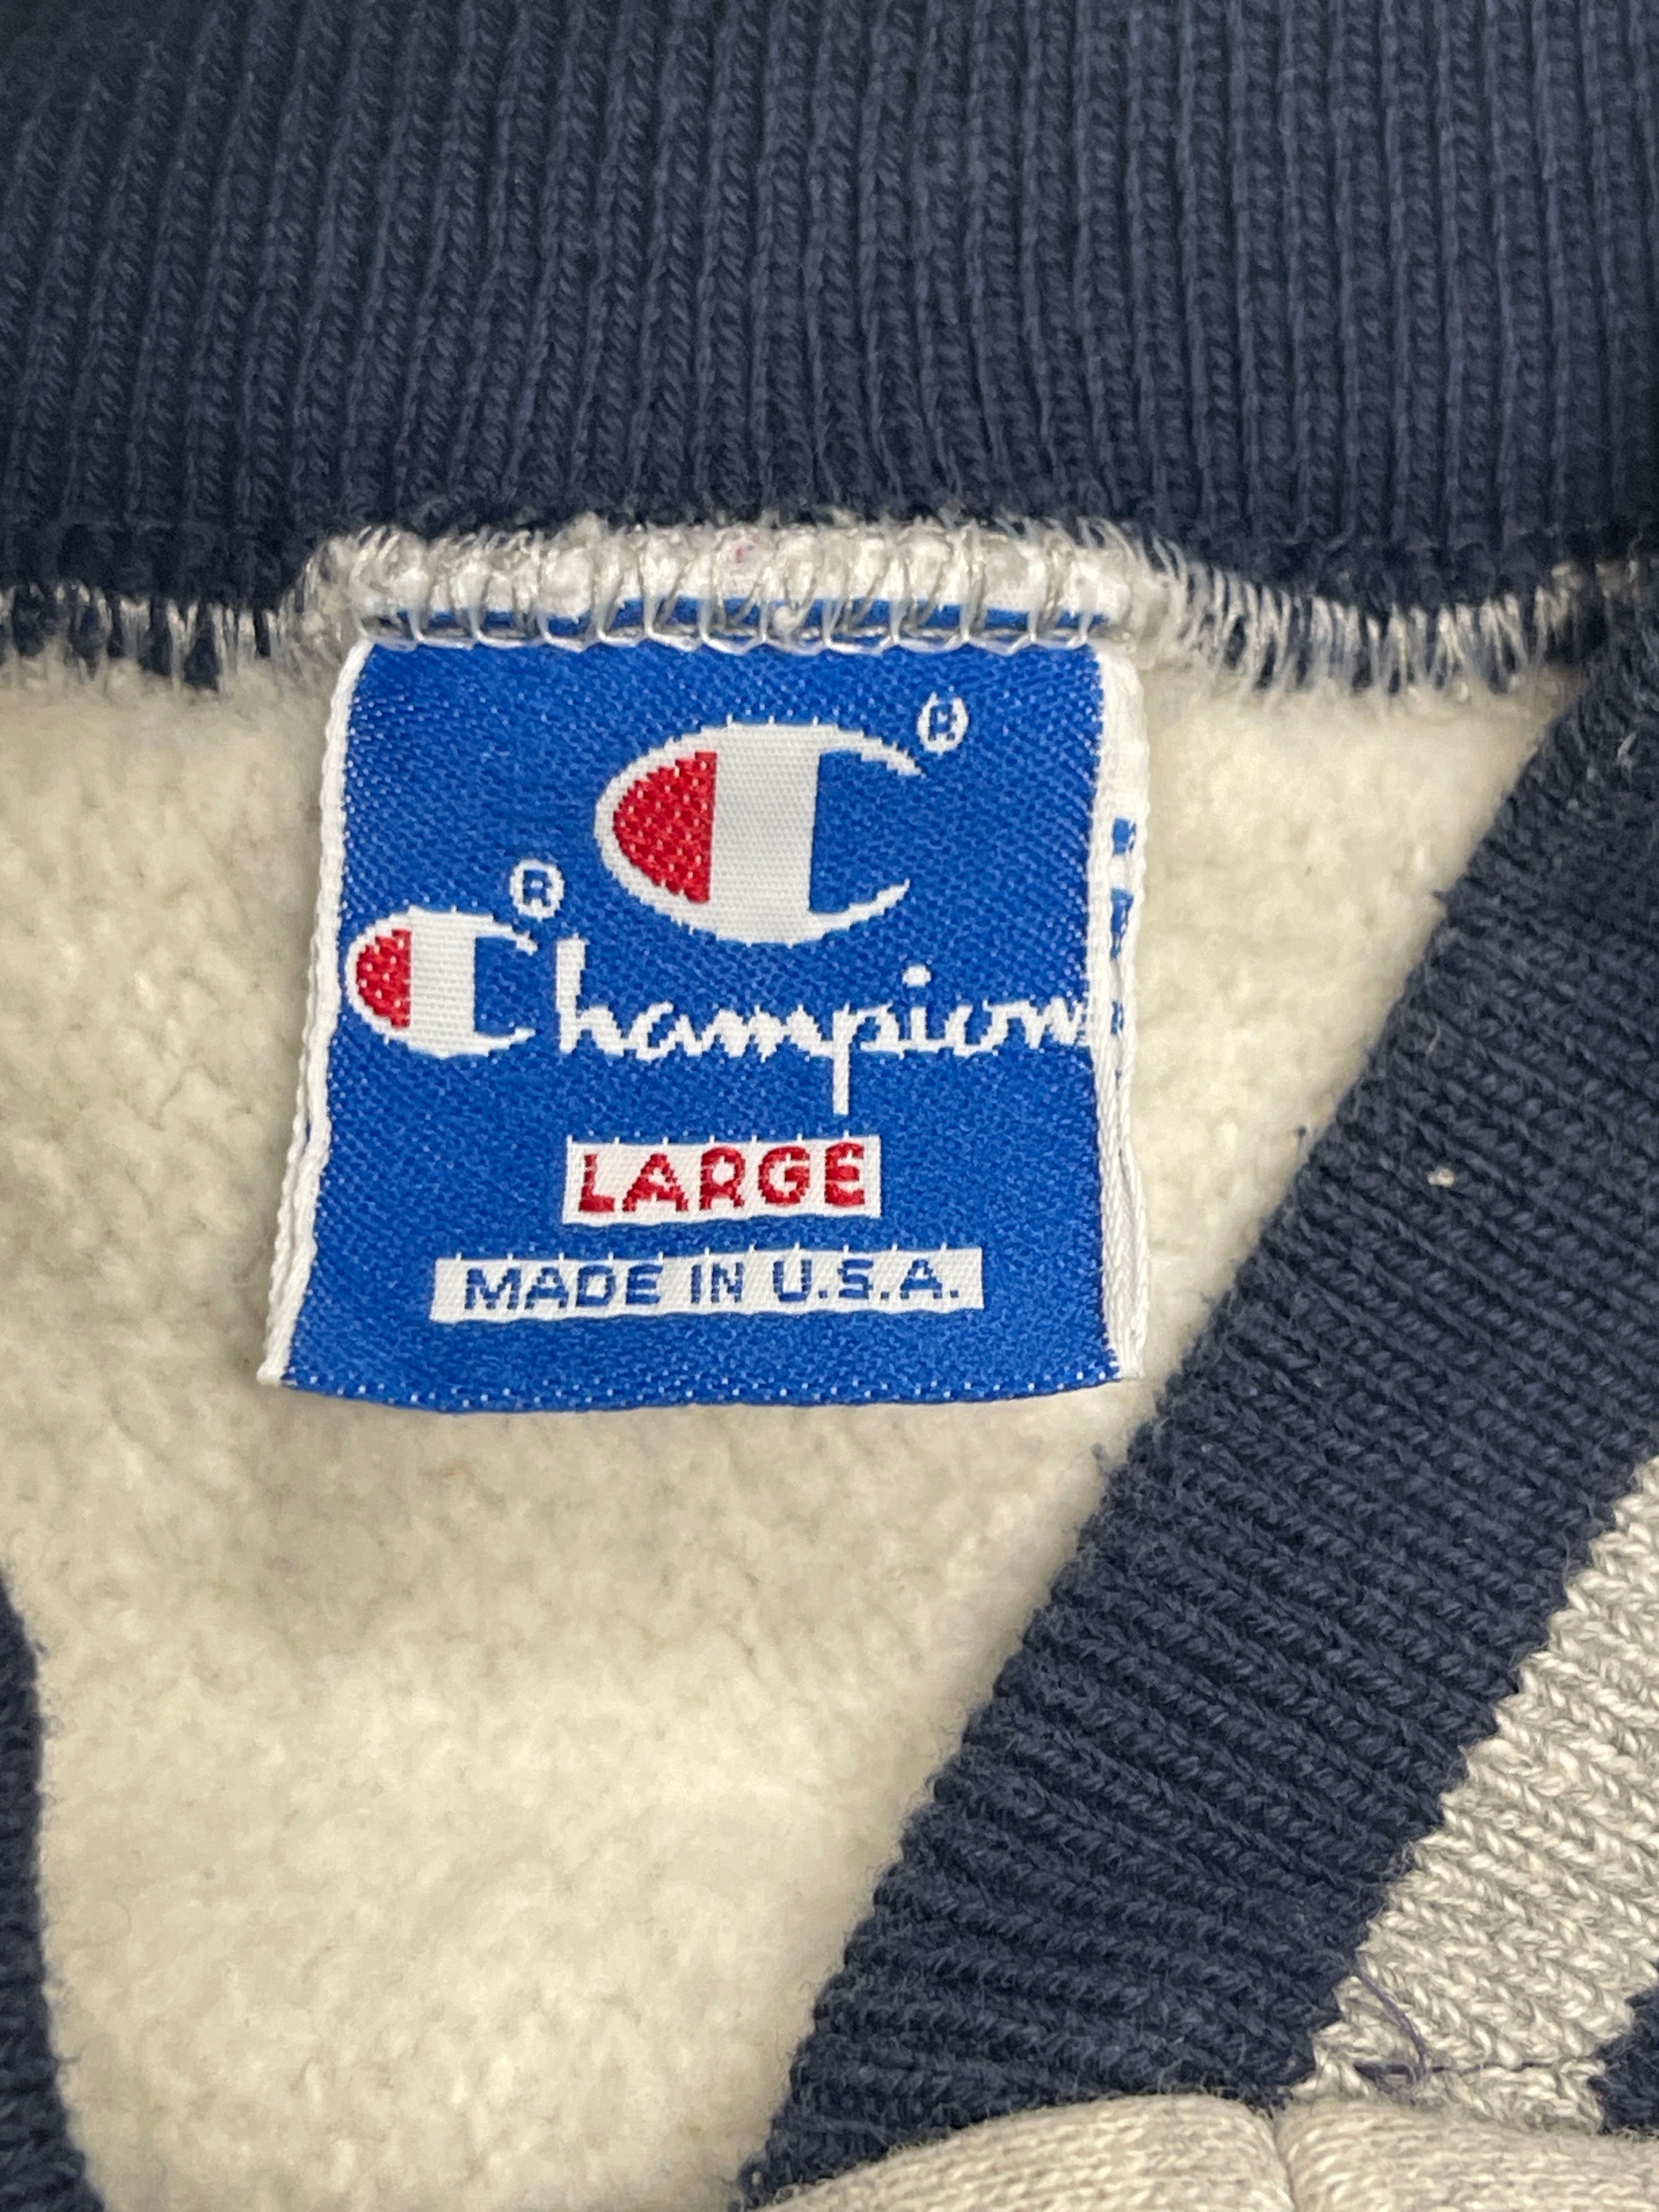 ®
®
Champion
LARGE
MADE IN U.S.A.